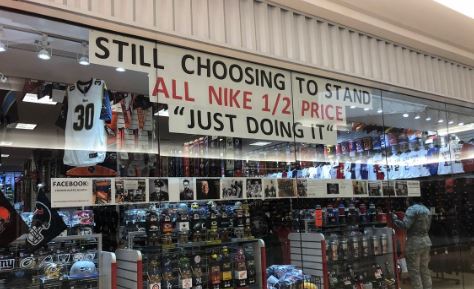 STILL CHOOSING TO STAND
ALL NIKE 1/2 PRICE
"JUST DOING IT"
30
FACEBOOK: